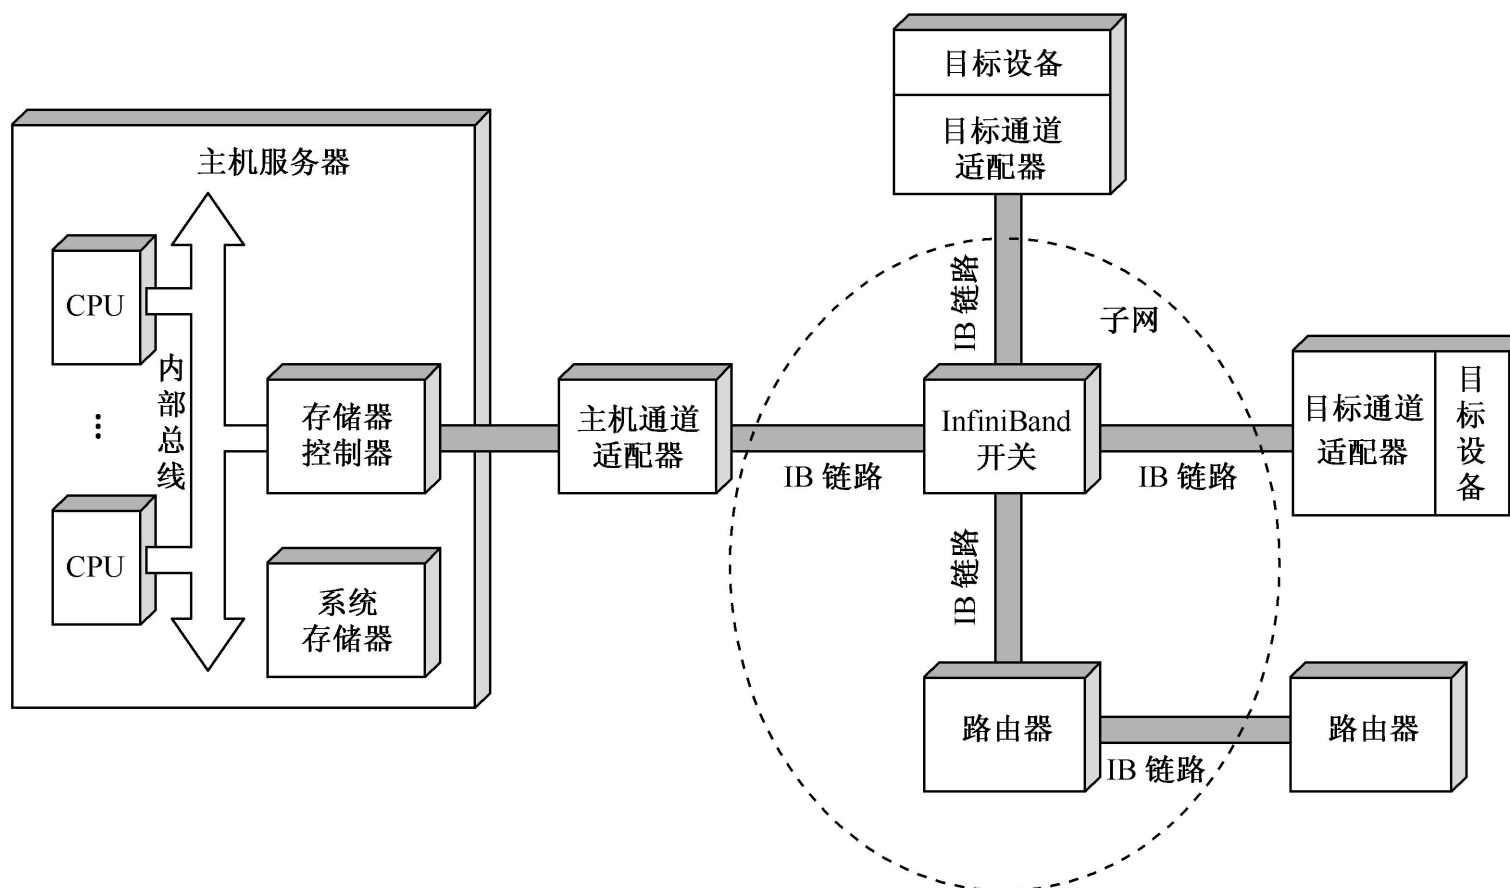 目标设备
目标通道
适配器
主机服务器
CPU
内部总线
CPU
存储器
控制器
系统
存储器
主机通道
适配器
IB 链路
IB 链路
子网
InfiniBand
开关
IB 链路
目标通道
适配器
目标设备
IB 链路
路由器
IB 链路
路由器